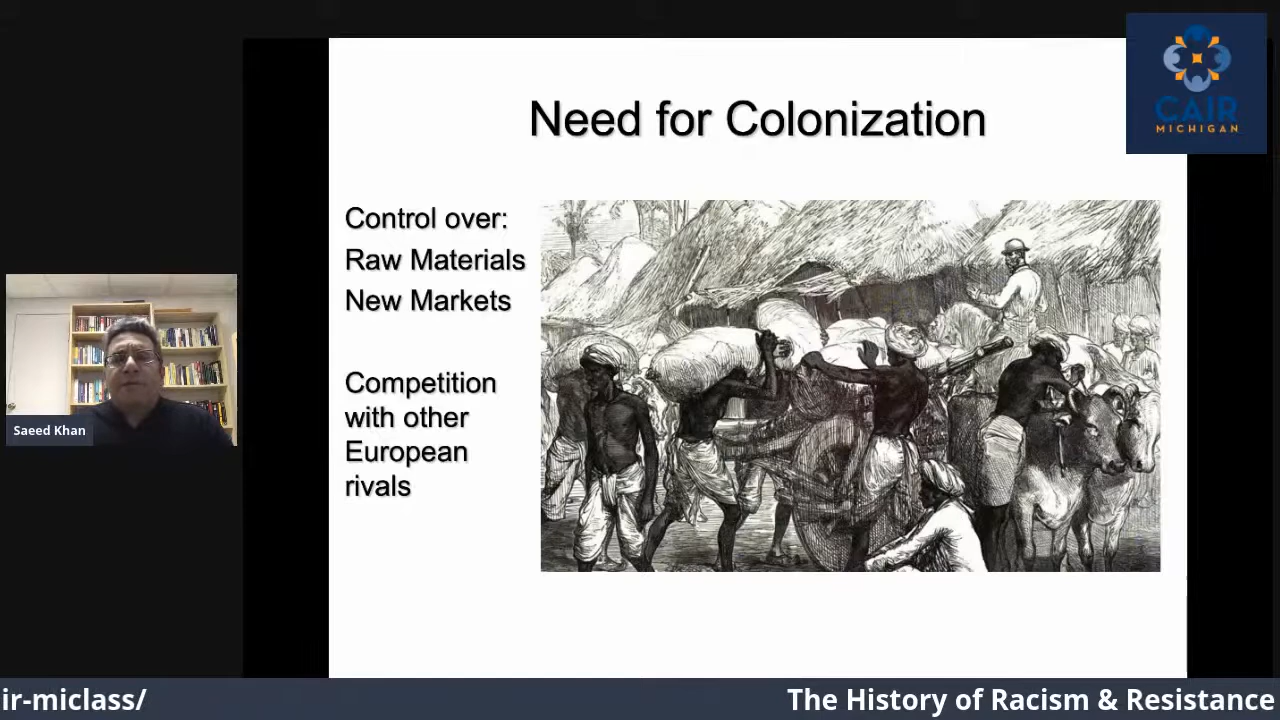 Need for Colonization
CAIR
MICHIGAN
Control over:
Raw Materials
New Markets
Competition
with other
European
rivals
Saeed Khan
ir-miclass/
The History of Racism & Resistance